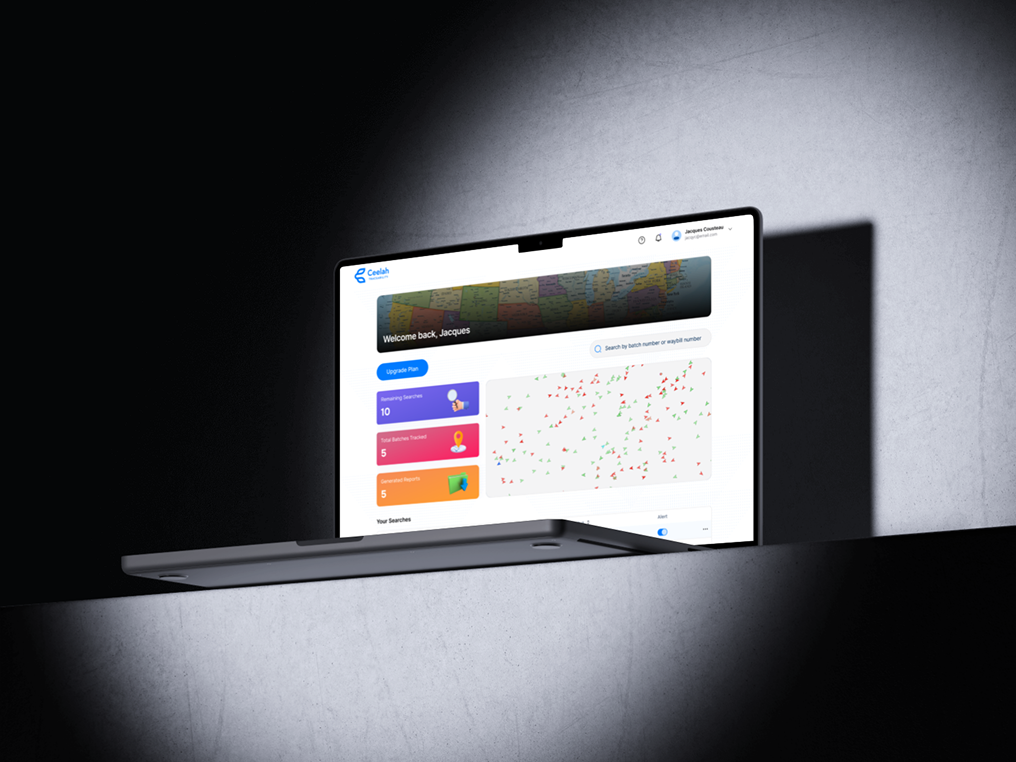 Ceelah
Jacques Cousteau
Welcome back, Jacques
Upgrade Plan
Search by batch number or waybill number
Remaining Searches
10
Total Batches Tracked
5
Generated Reports
5
Your Searches
Alert